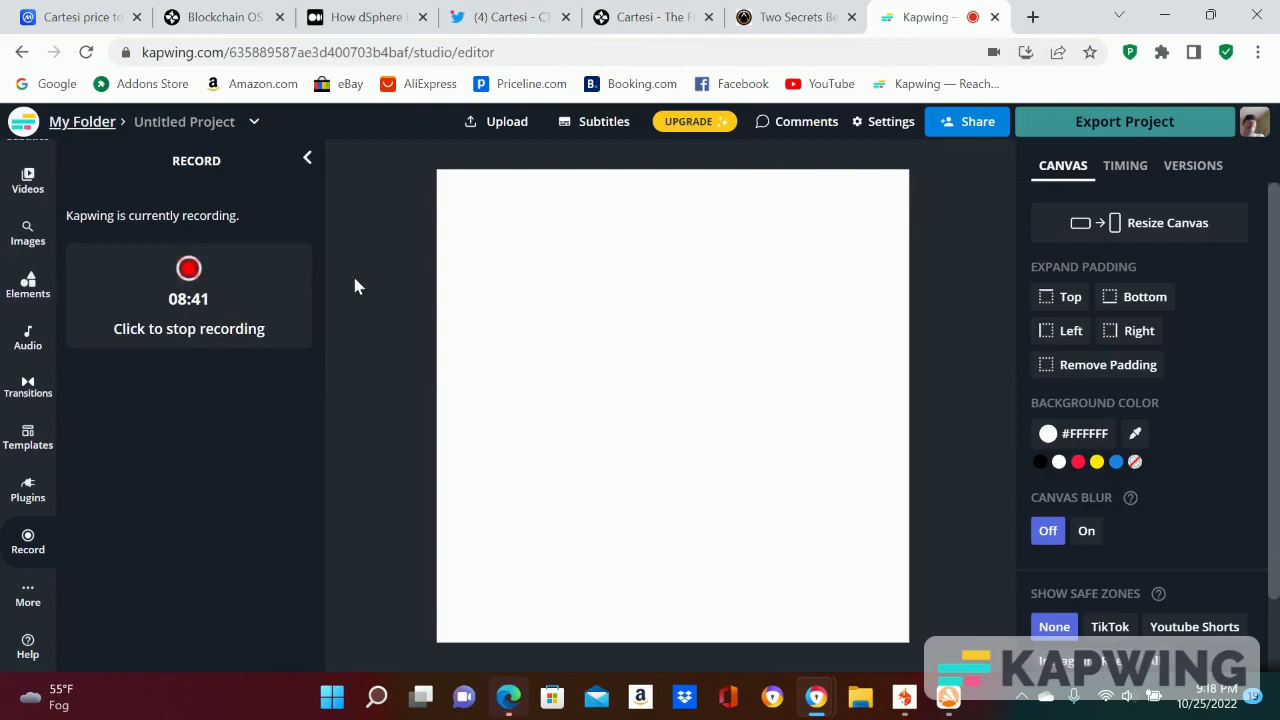 Cartesi price to
Blockchain OS
How dSphere
(4) Cartesi - CT
Cartesi - The Fi
Two Secrets Be
Kapwing —
kapwing.com/635889587ae3d400703b4baf/studio/editor
Google
Addons Store
Amazon.com
eBay
AliExpress
Priceline.com
Booking.com
Facebook
YouTube
Kapwing — Reach...
My Folder > Untitled Project
Upload
Subtitles
UPGRADE
Comments
Settings
Share
Export Project
Subtitles
Videos
Images
Elements
Audio
Transitions
Templates
Plugins
Record
More
Help
RECORD
Kapwing is currently recording.
08:41
Click to stop recording
CANVAS TIMING VERSIONS
Resize Canvas
EXPAND PADDING
Top Bottom
Left Right
Remove Padding
BACKGROUND COLOR
#FFFFFF
CANVAS BLUR ?
Off On
SHOW SAFE ZONES ?
None TikTok Youtube Shorts
KAPWING
55°F
Fog
9:18 PM
10/25/2022
19